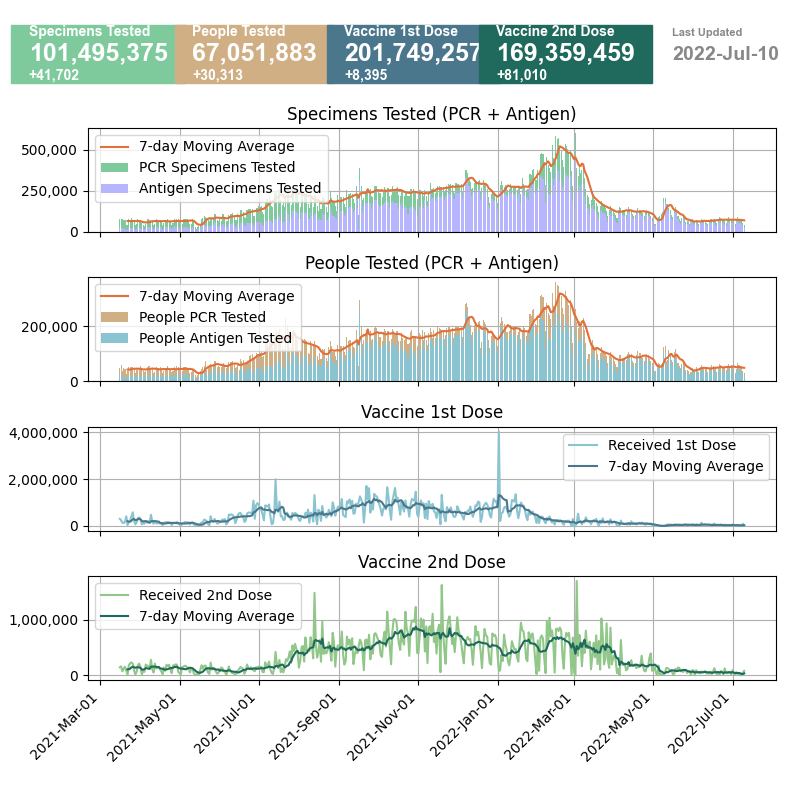 Specimens Tested
101,495,375
+41,702
People Tested
67,051,883
+30,313
Vaccine 1st Dose
201,749,257
+8,395
Vaccine 2nd Dose
169,359,459
+81,010
Last Updated
2022-Jul-10
Specimens Tested (PCR + Antigen)
500,000
250,000
0
7-day Moving Average
PCR Specimens Tested
Antigen Specimens Tested
People Tested (PCR + Antigen)
200,000
0
7-day Moving Average
People PCR Tested
People Antigen Tested
Vaccine 1st Dose
4,000,000
2,000,000
0
Received 1st Dose
7-day Moving Average
Vaccine 2nd Dose
1,000,000
0
Received 2nd Dose
7-day Moving Average
2021-Mar-01
2021-May-01
2021-Jul-01
2021-Sep-01
2021-Nov-01
2022-Jan-01
2022-Mar-01
2022-May-01
2022-Jul-01